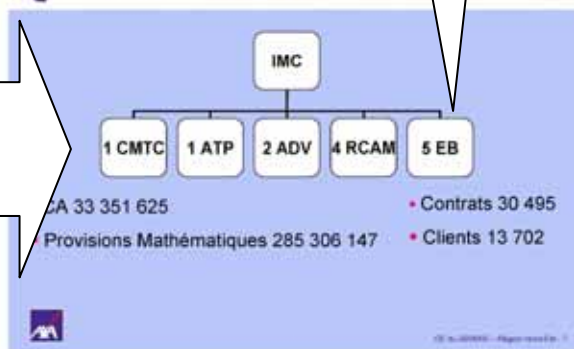 IMC
1 CMTC 1 ATP 2 ADV 4 RCAM 5 EB
CA 33 351 625
• Provisions Mathématiques 285 306 147
• Contrats 30 495
• Clients 13 702
AXA